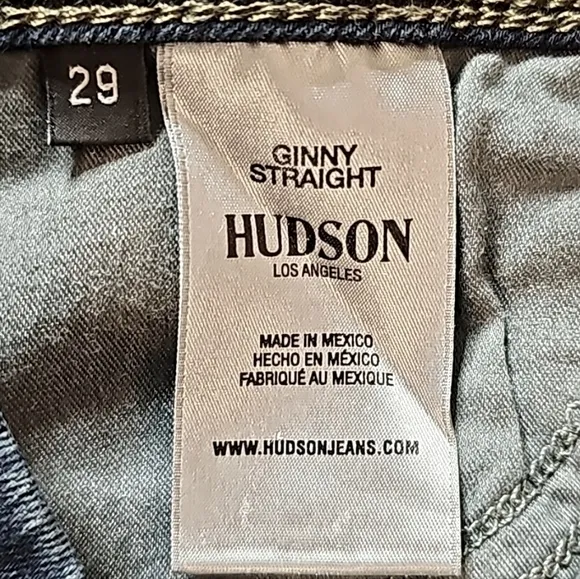 29
GINNY
STRAIGHT
HUDSON
LOS ANGELES
MADE IN MEXICO
HECHO EN MÉXICO
FABRIQUÉ AU MEXIQUE
WWW.HUDSONJEANS.COM